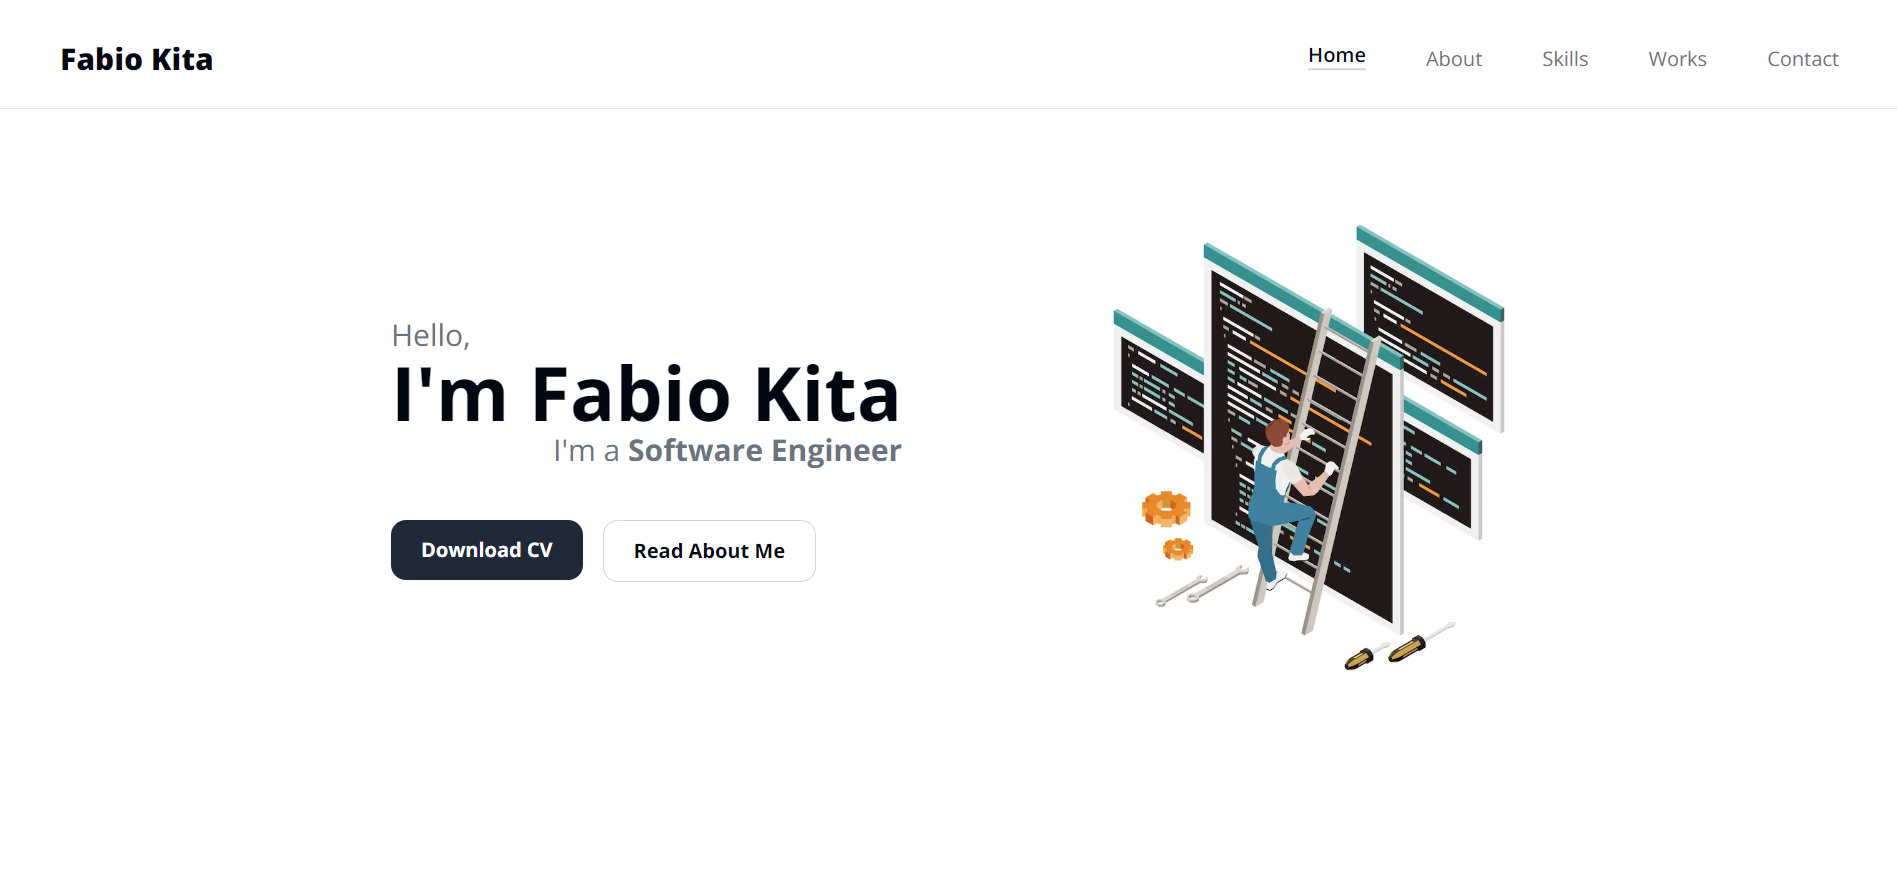 Fabio Kita
Home
About
Skills
Works
Contact
Hello,
I'm Fabio Kita
I'm a Software Engineer
Download CV
Read About Me